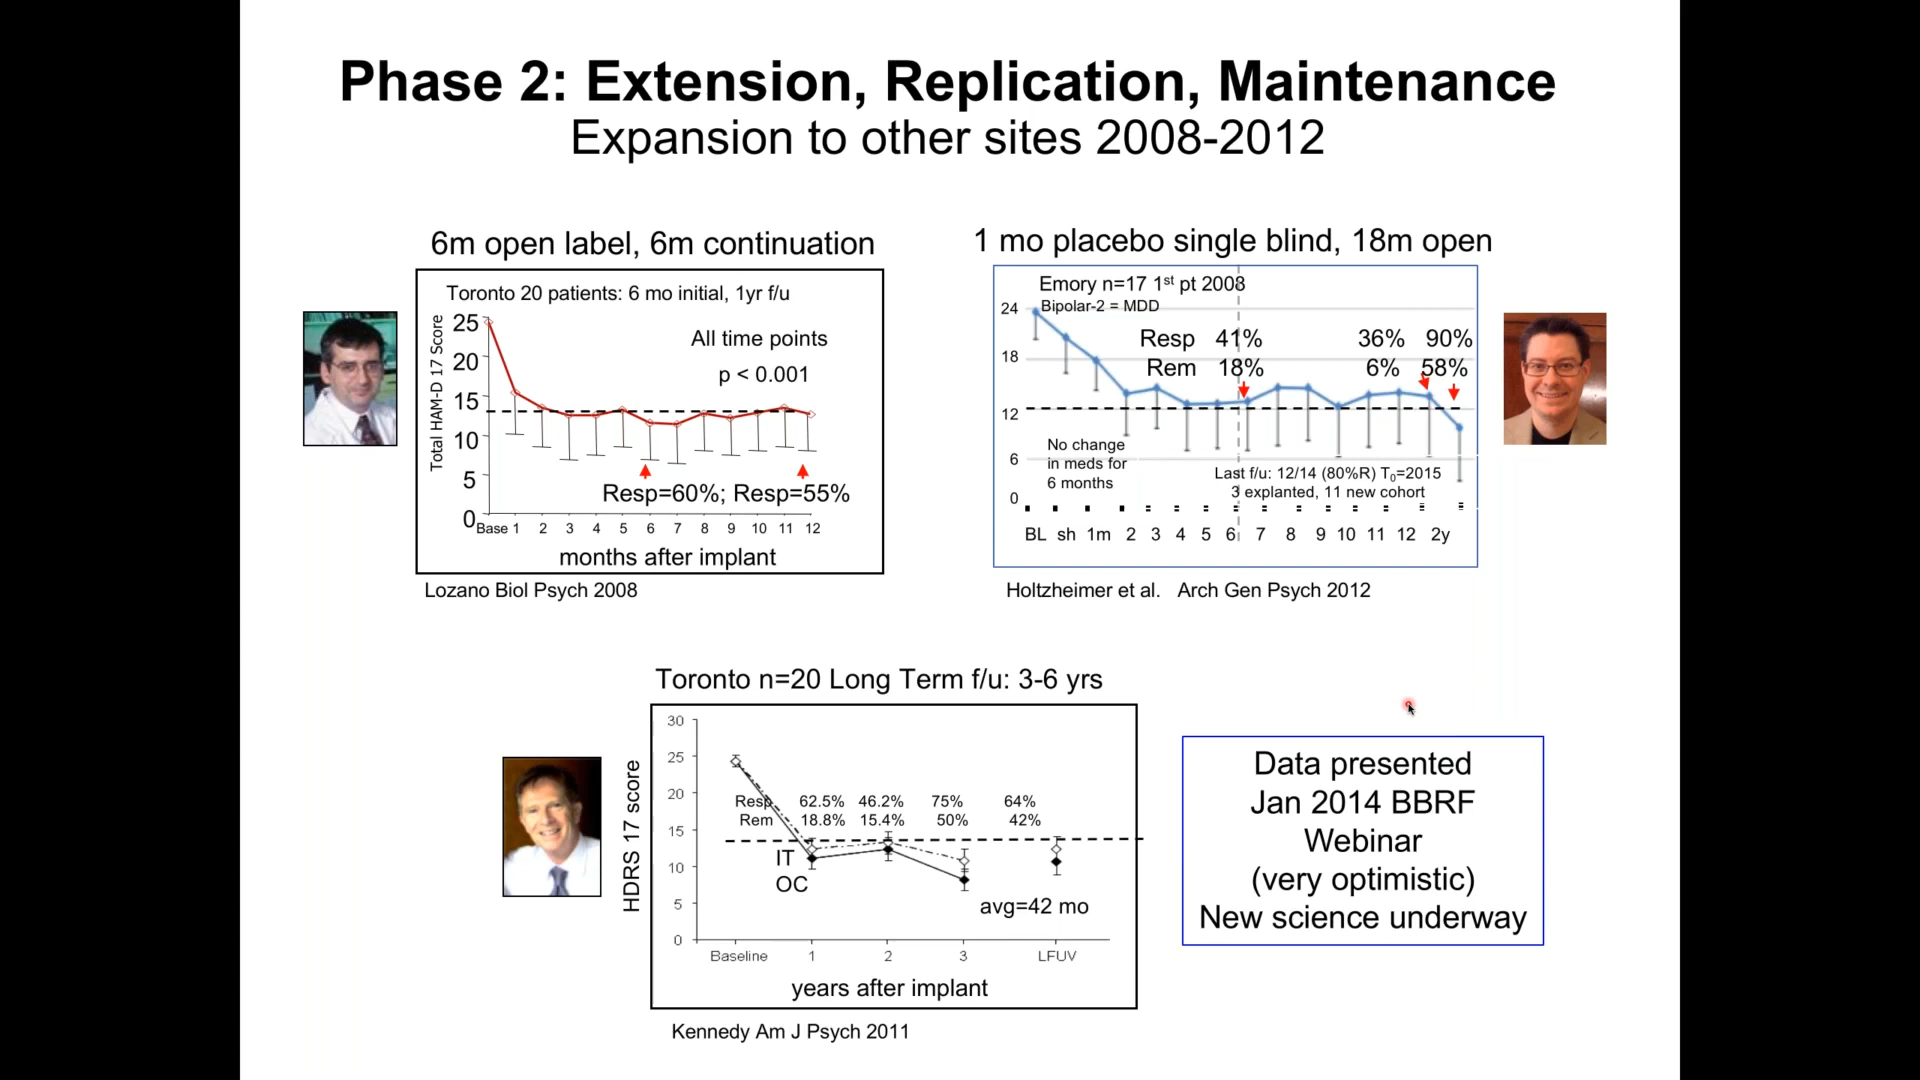 Phase 2: Extension, Replication, Maintenance
Expansion to other sites 2008-2012
6m open label, 6m continuation
Toronto 20 patients: 6 mo initial, 1yr f/u
Total HAM-D 17 Score
25
20
15
10
5
0
All time points
p < 0.001
Resp=60%; Resp=55%
Base 1 2 3 4 5 6 7 8 9 10 11 12
months after implant
Lozano Biol Psych 2008
1 mo placebo single blind, 18m open
Emory n=17 1st pt 2008
Bipolar-2 = MDD
24
18
12
6
0
Resp 41% 36% 90%
Rem 18% 6% 58%
No change
in meds for
6 months
Last f/u: 12/14 (80%R) T0=2015
3 explanted, 11 new cohort
BL sh 1m 2 3 4 5 6 7 8 9 10 11 12 2y
Holtzheimer et al. Arch Gen Psych 2012
Toronto n=20 Long Term f/u: 3-6 yrs
HDRS 17 score
30
25
20
15
10
5
0
Resp 62.5% 46.2% 75% 64%
Rem 18.8% 15.4% 50% 42%
IT
OC
avg=42 mo
Baseline 1 2 3 LFUV
years after implant
Kennedy Am J Psych 2011
Data presented
Jan 2014 BBRF
Webinar
(very optimistic)
New science underway